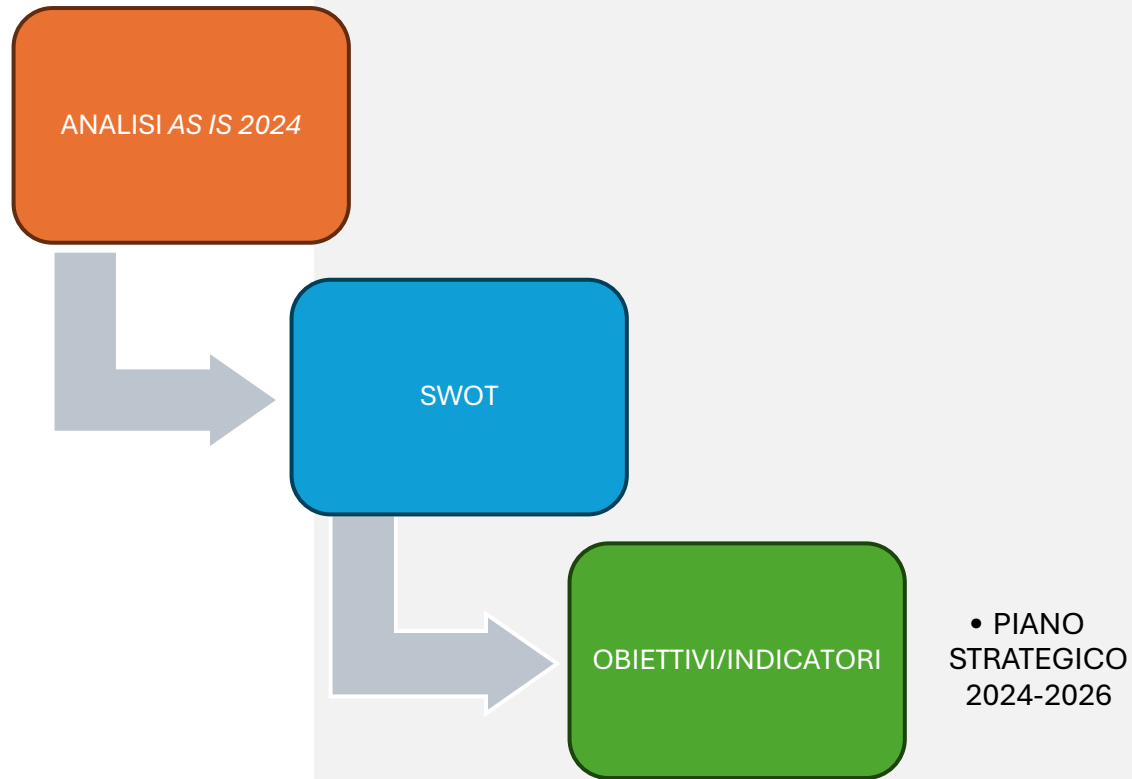 ANALISI AS IS 2024
SWOT
OBIETTIVI/INDICATORI
• PIANO
STRATEGICO
2024-2026